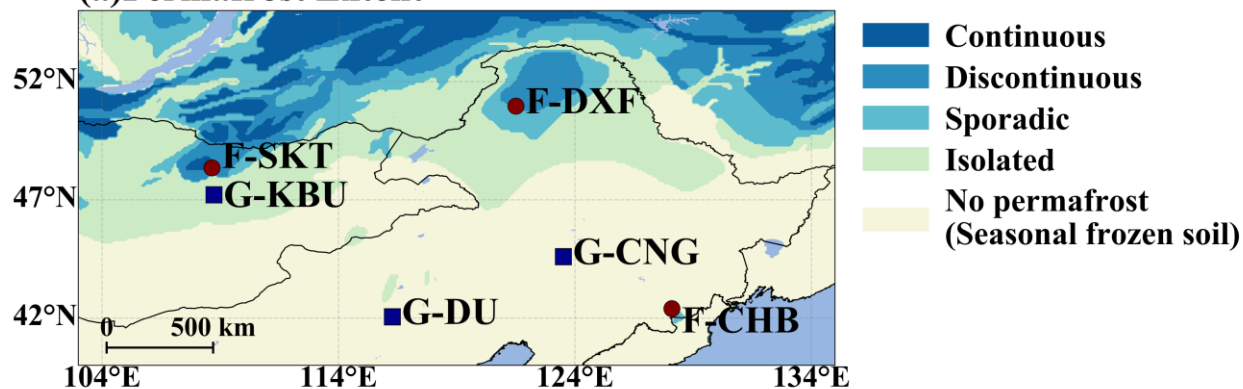 Continuous
52°N
Discontinuous
F-DXF
Sporadic
F-SKT
Isolated
47°N
G-KBU
No permafrost
(Seasonal frozen soil)
G-CNG
G-DU
F-CHB
42°N
0 500 km
104°E 114°E 124°E 134°E